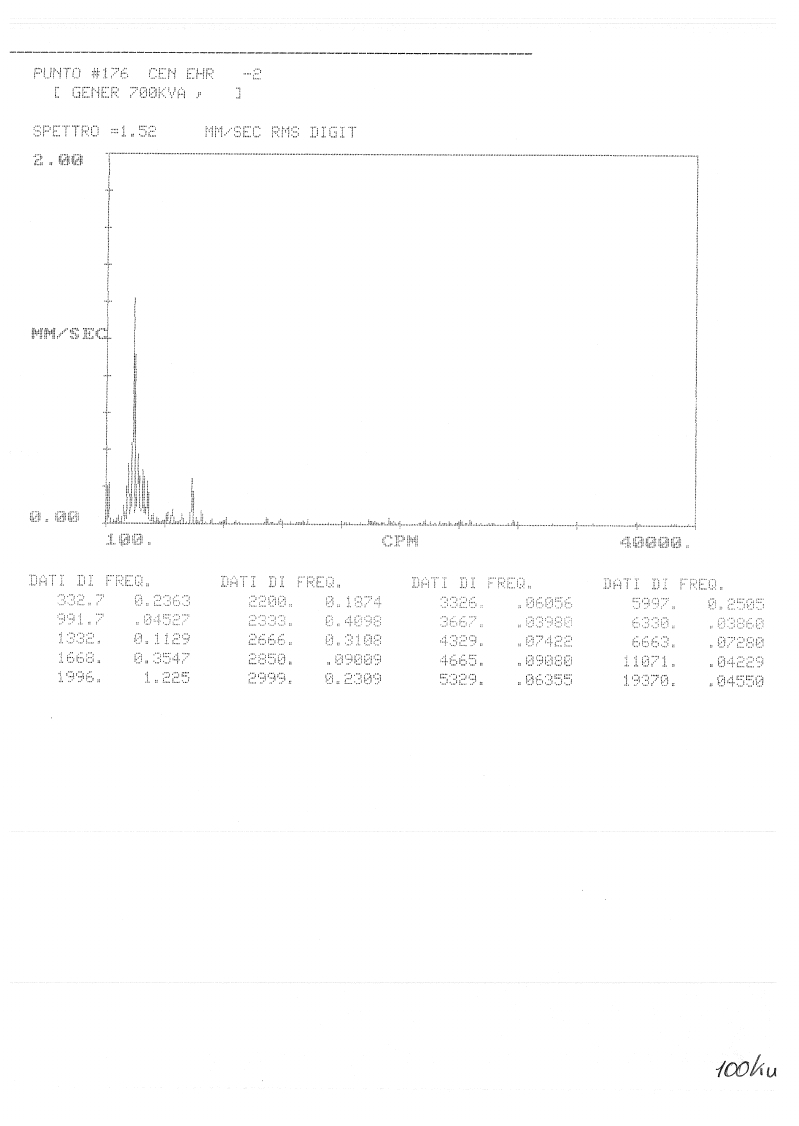 PUNTO #176 CEN EHR -2
[ GENER 700KVA , ]
SPETTRO =1.52 MM/SEC RMS DIGIT
2.00
MM/SEC
0.00
100. CPM 40000.
DATI DI FREQ. DATI DI FREQ. DATI DI FREQ. DATI DI FREQ.
332.7 0.2363 2200. 0.1874 3326. .06056 5997. 0.2505
991.7 .04527 2333. 0.4098 3667. .03980 6330. .03860
1332. 0.1129 2666. 0.3108 4329. .07422 6663. .07280
1668. 0.3547 2850. .09009 4665. .09080 11071. .04229
1996. 1.225 2999. 0.2309 5329. .06355 19370. .04550